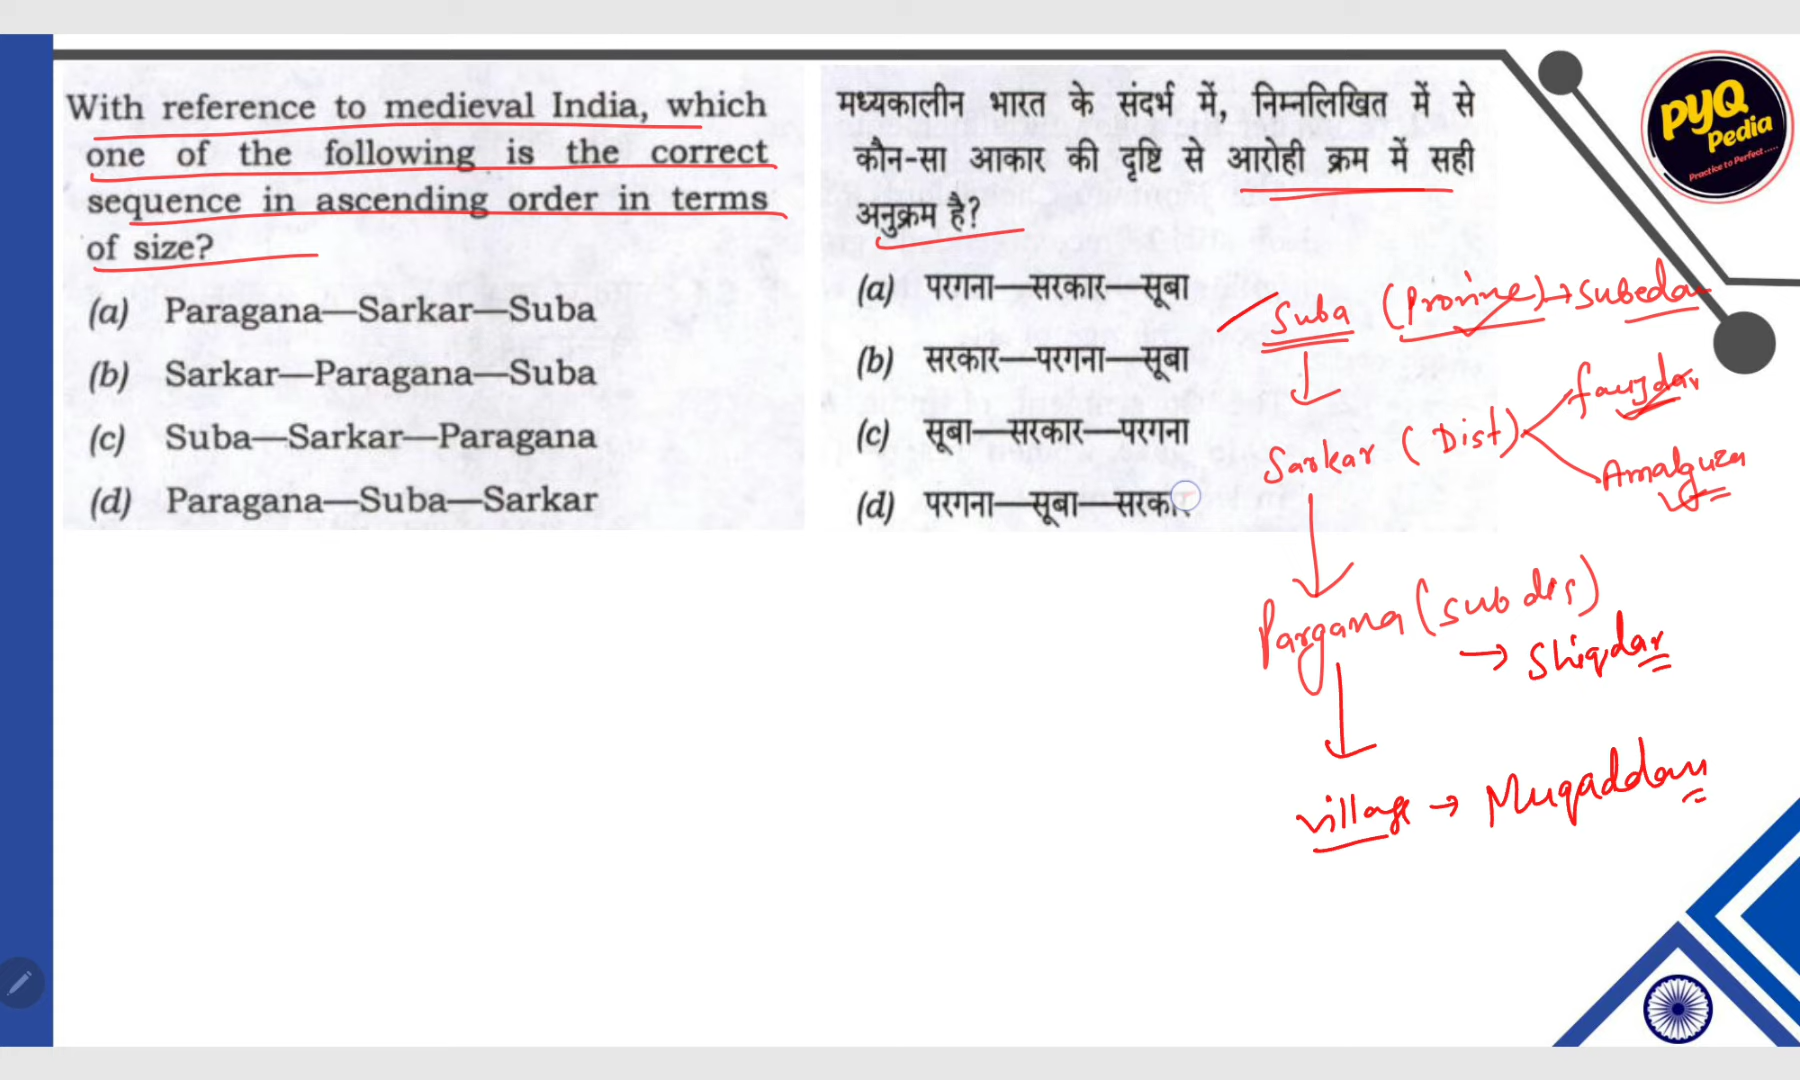 With reference to medieval India, which
one of the following is the correct
sequence in ascending order in terms
of size?
(a) Paragana—Sarkar—Suba
(b) Sarkar—Paragana—Suba
(c) Suba—Sarkar—Paragana
(d) Paragana—Suba—Sarkar
मध्यकालीन भारत के संदर्भ में, निम्नलिखित में से
कौन-सा आकार की दृष्टि से आरोही क्रम में सही
अनुक्रम है?
(a) परगना—सरकार—सूबा
(b) सरकार—परगना—सूबा
(c) सूबा—सरकार—परगना
(d) परगना—सूबा—सरकार
Suba (Provinve) → Subedar
Sarkar (Dist)
faujdar
Amalguza
Pargana (Sub dis)
→ Shiqdar
village → Muqaddam
PYQ
Pedia
Practice to Perfect.....